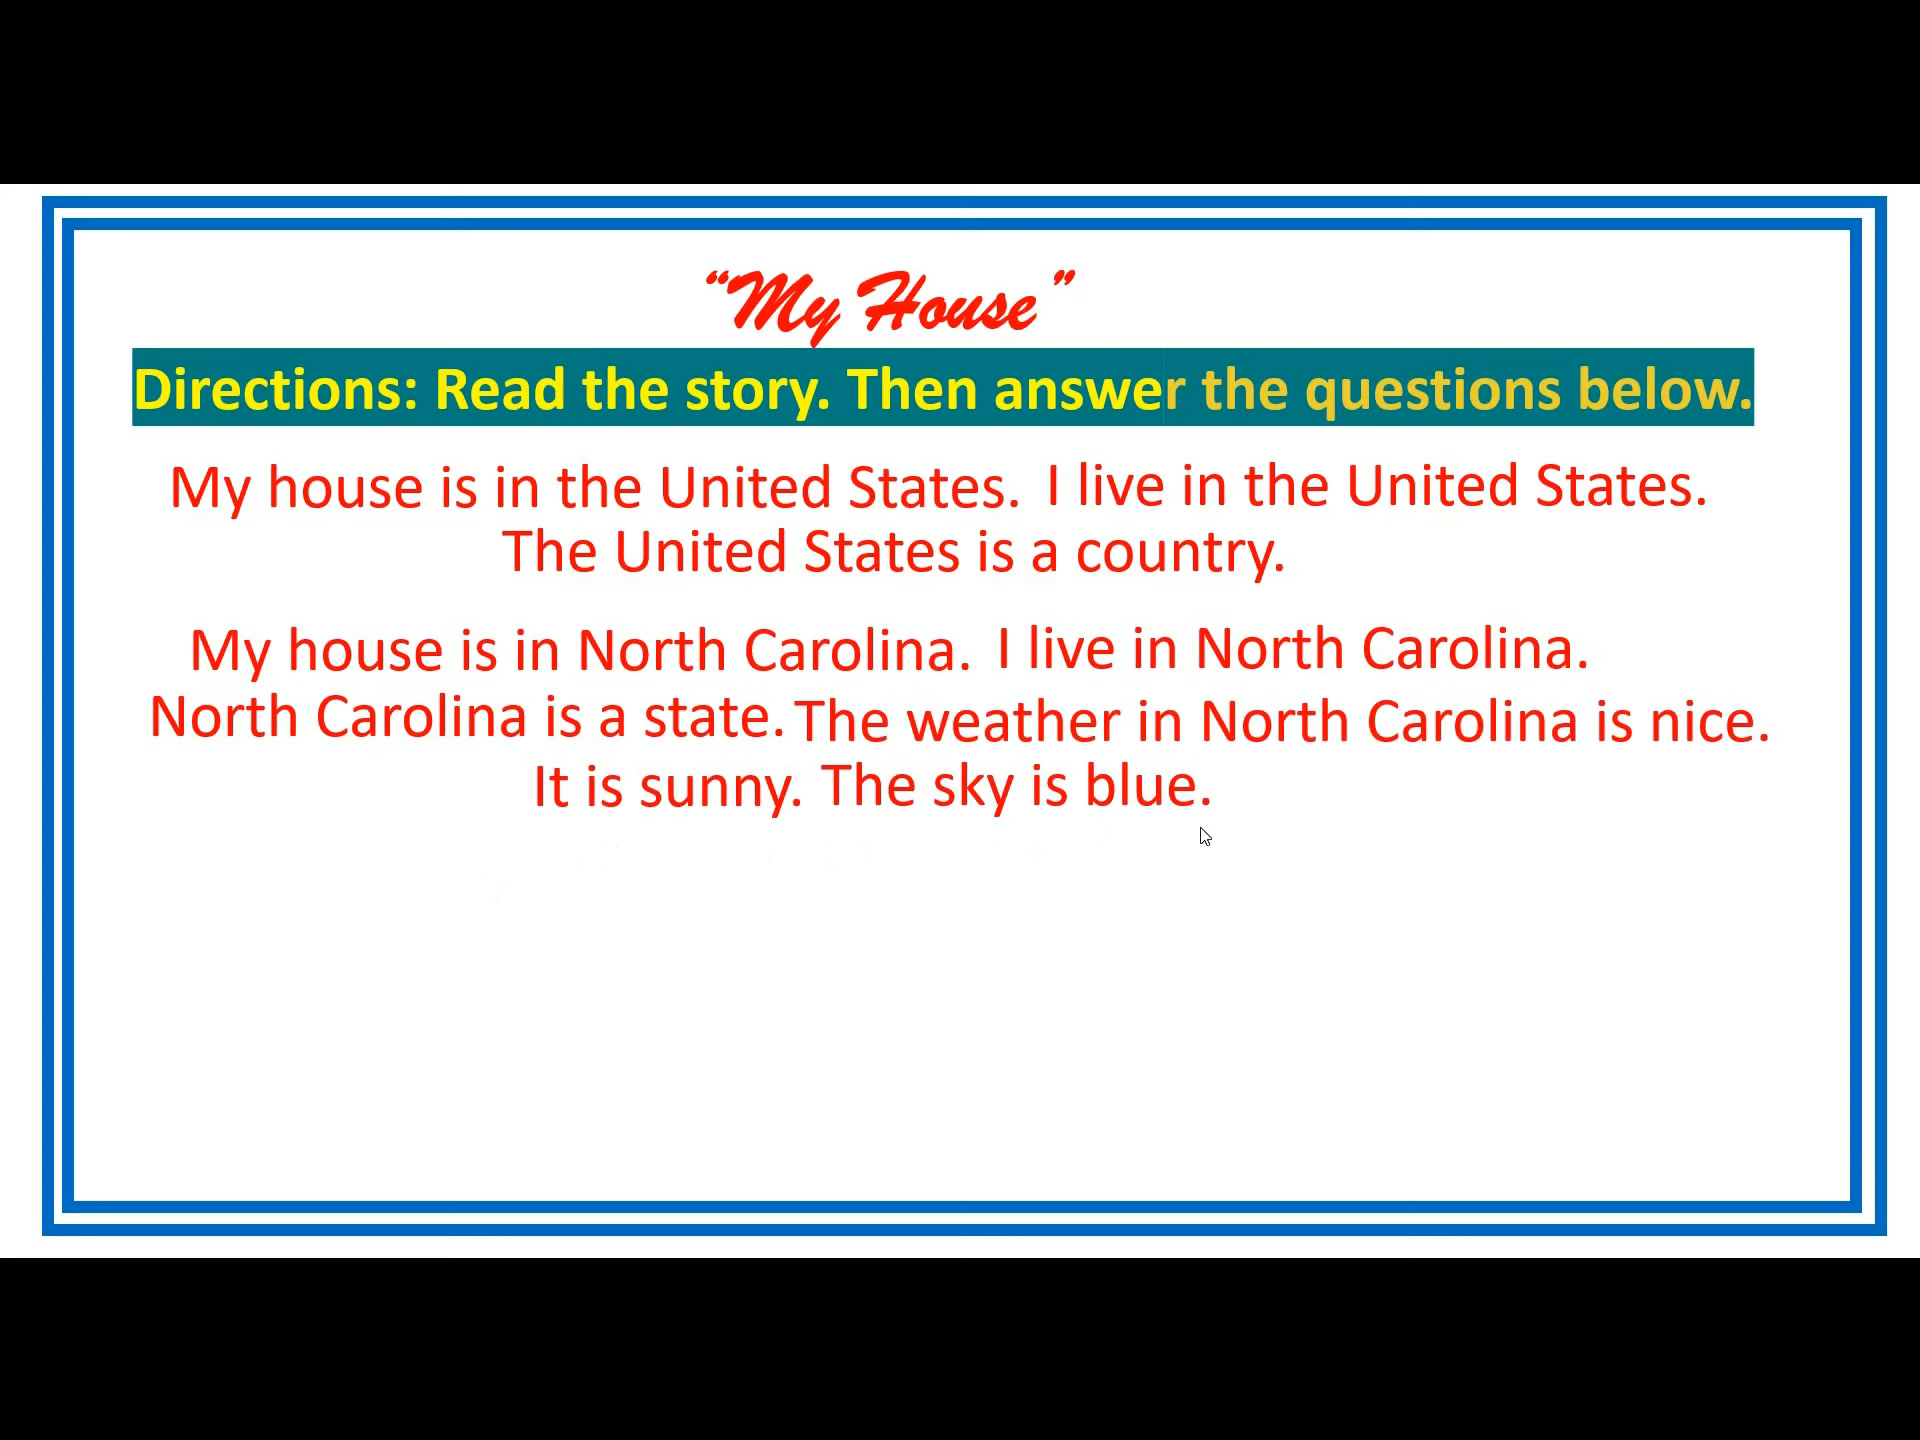 “My House”
Directions: Read the story. Then answer the questions below.
My house is in the United States. I live in the United States.
The United States is a country.
My house is in North Carolina. I live in North Carolina.
North Carolina is a state. The weather in North Carolina is nice.
It is sunny. The sky is blue.